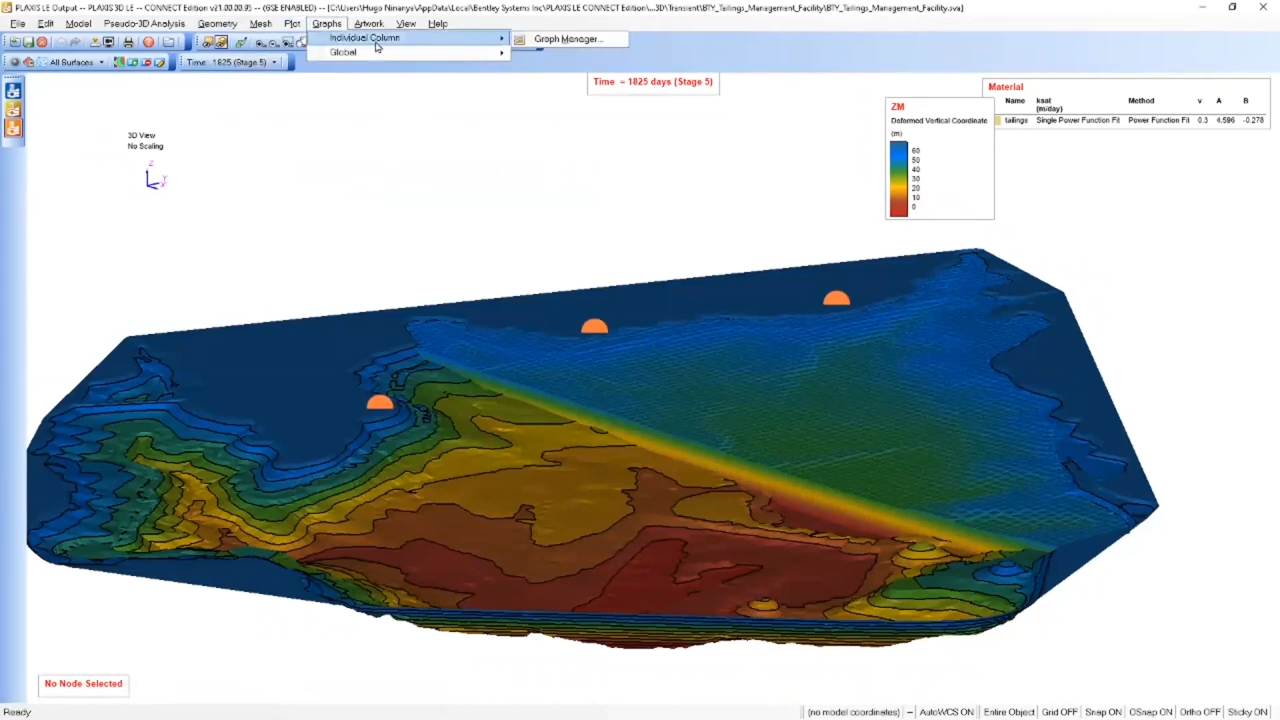 PLAXIS LE Output -- PLAXIS3D LE -- CONNECT Edition v21.00.00.95 -- (GSE ENABLED) -- [C:\Users\Hugo Ninanya\AppData\Local\Bentley Systems Inc\PLAXIS LE CONNECT Edition\...3D\Transient\BTY_Tailings_Management_Facility\BTY_Tailings_Management_Facility.sva]
File Edit Model Pseudo-3D Analysis Geometry Mesh Plot Graphs Artwork View Help
Individual Column
Graph Manager...
Global
All Surfaces
Time: 1825 (Stage 5)
Time = 1825 days (Stage 5)
Material
Name ksat (m/day) Method v A B
tailings Single Power Function Fit Power Function Fit 0.3 4.596 -0.278
ZM
Deformed Vertical Coordinate
(m)
60
50
40
30
20
10
0
3D View
No Scaling
Z
Y
X
No Node Selected
Ready
(no model coordinates) -- AutoWCS ON Entire Object Grid OFF Snap ON OSnap ON Ortho OFF Sticky ON